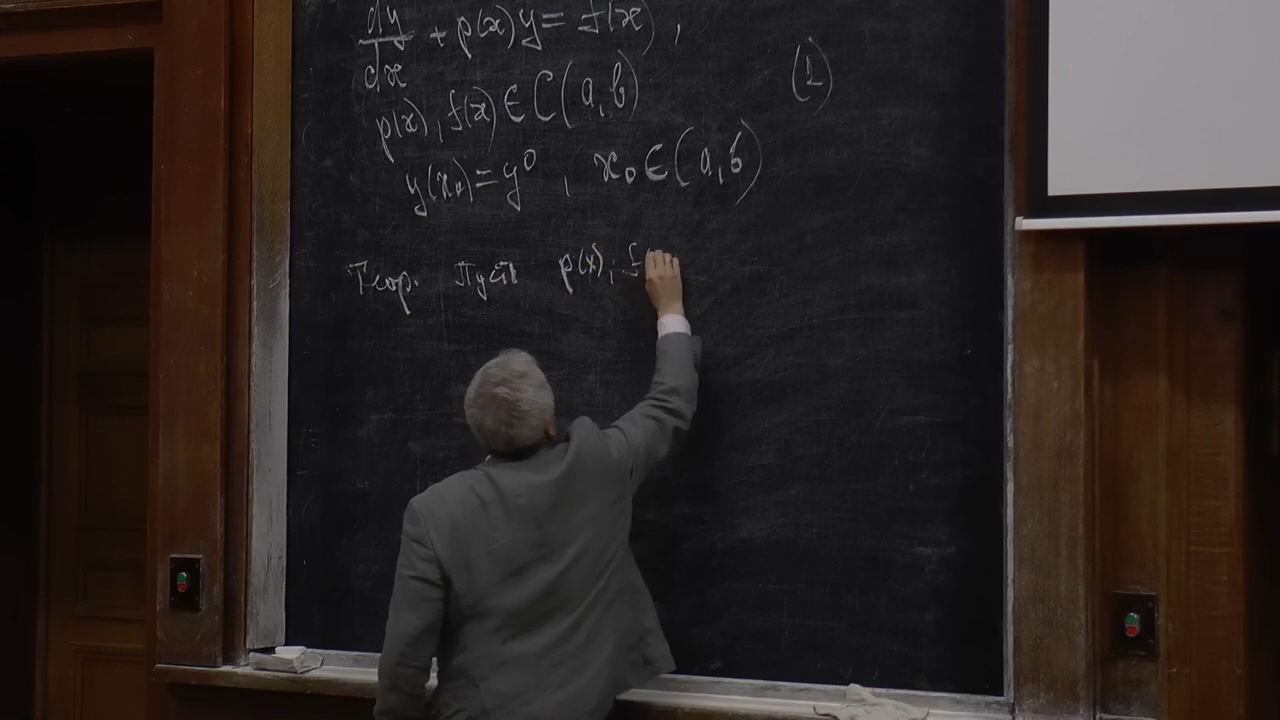 dy/dx + p(x)y = f(x),
(1)
p(x), f(x) ∈ C(a, b)
y(x₀) = y⁰, x₀ ∈ (a, b)
Теор. Пусть p(x), f